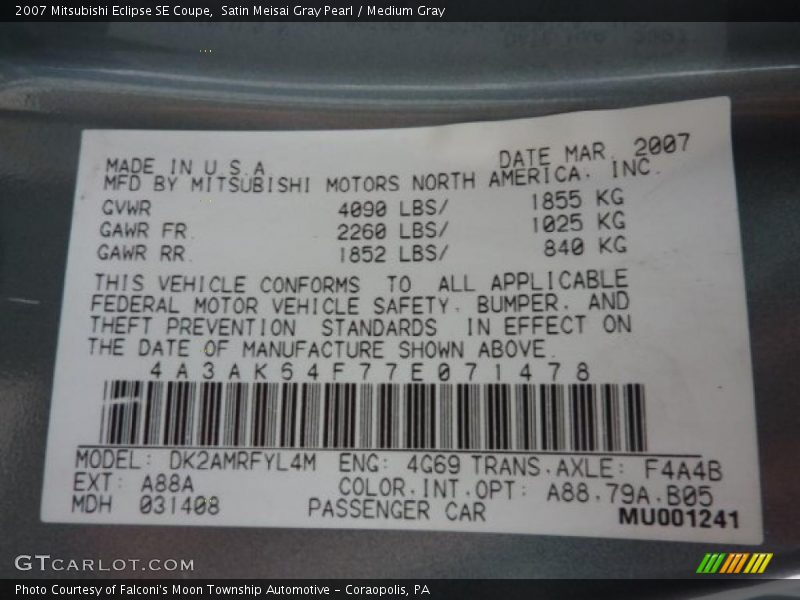 2007 Mitsubishi Eclipse SE Coupe,  Satin Meisai Gray Pearl / Medium Gray
MADE IN U.S.A. DATE MAR. 2007
MFD BY MITSUBISHI MOTORS NORTH AMERICA. INC.
GVWR 4090 LBS/ 1855 KG
GAWR FR. 2260 LBS/ 1025 KG
GAWR RR. 1852 LBS/ 840 KG
THIS VEHICLE CONFORMS TO ALL APPLICABLE
FEDERAL MOTOR VEHICLE SAFETY. BUMPER. AND
THEFT PREVENTION STANDARDS IN EFFECT ON
THE DATE OF MANUFACTURE SHOWN ABOVE.
4A3AK64F77E071478
MODEL: DK2AMRFYL4M ENG: 4G69 TRANS.AXLE: F4A4B
EXT: A88A COLOR.INT.OPT: A88.79A.B05
MDH 031408 PASSENGER CAR MU001241
GTCARLOT.COM
Photo Courtesy of Falconi's Moon Township Automotive – Coraopolis, PA